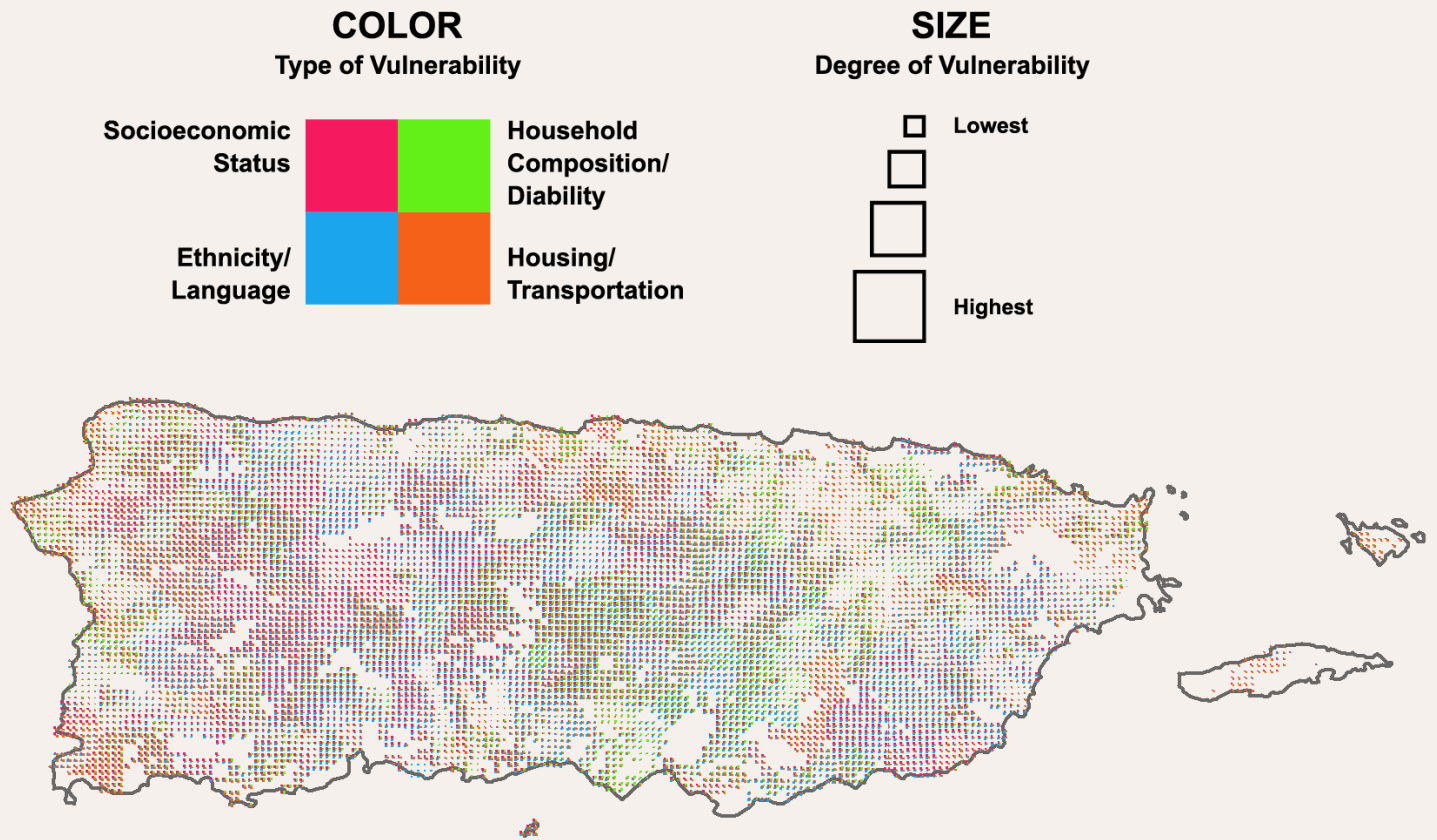 COLOR
Type of Vulnerability
Socioeconomic
Status
Household
Composition/
Diability
Ethnicity/
Language
Housing/
Transportation
SIZE
Degree of Vulnerability
Lowest
Highest